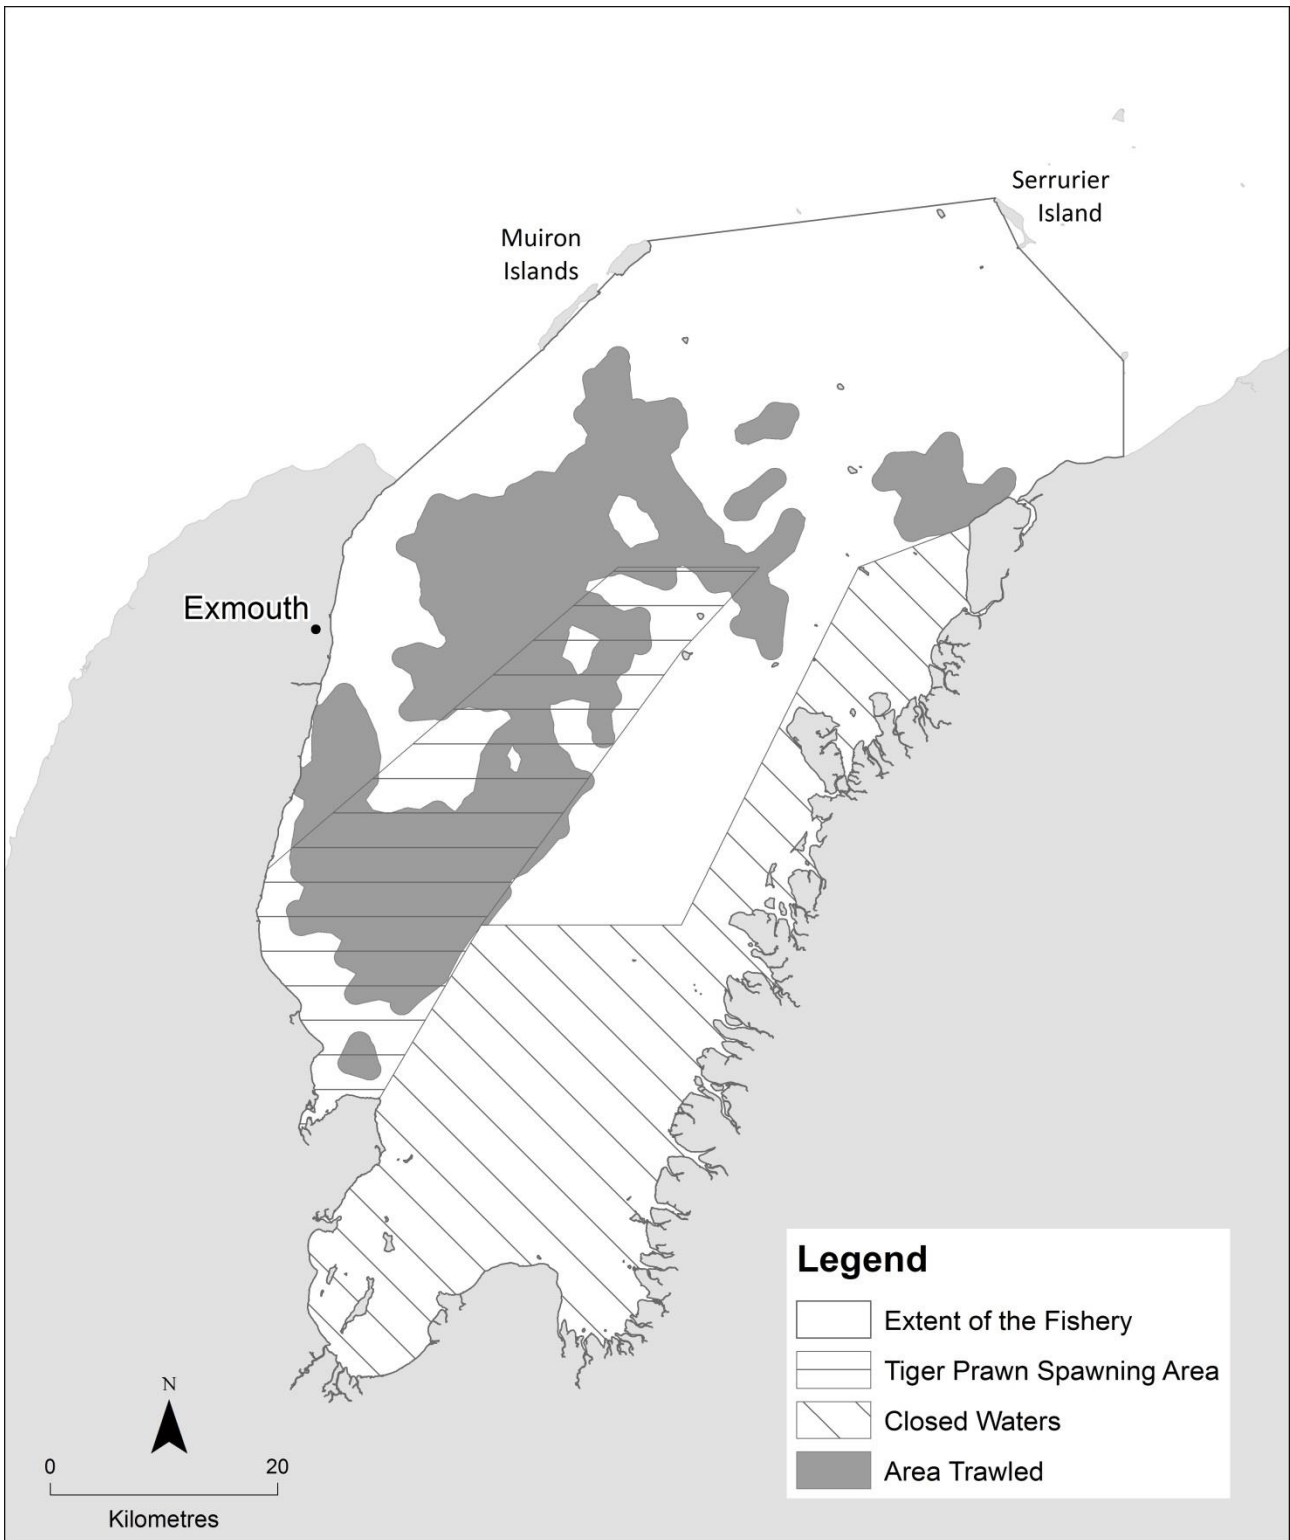 Serrurier
Island
Muiron
Islands
Exmouth
Legend
Extent of the Fishery
Tiger Prawn Spawning Area
Closed Waters
Area Trawled
N
0 20
Kilometres